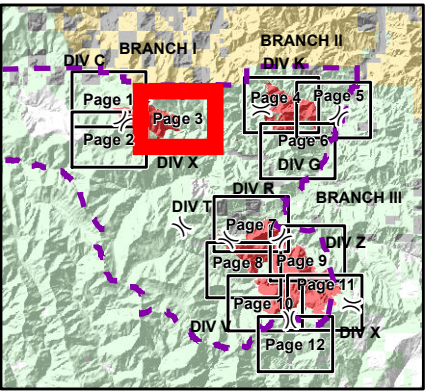 BRANCH I
BRANCH II
DIV C
DIV K
Page 1
Page 3
Page 4
Page 5
Page 2
Page 6
DIV X
DIV G
DIV R
BRANCH III
DIV T
Page 7
DIV Z
Page 8
Page 9
Page 11
Page 10
DIV V
DIV X
Page 12